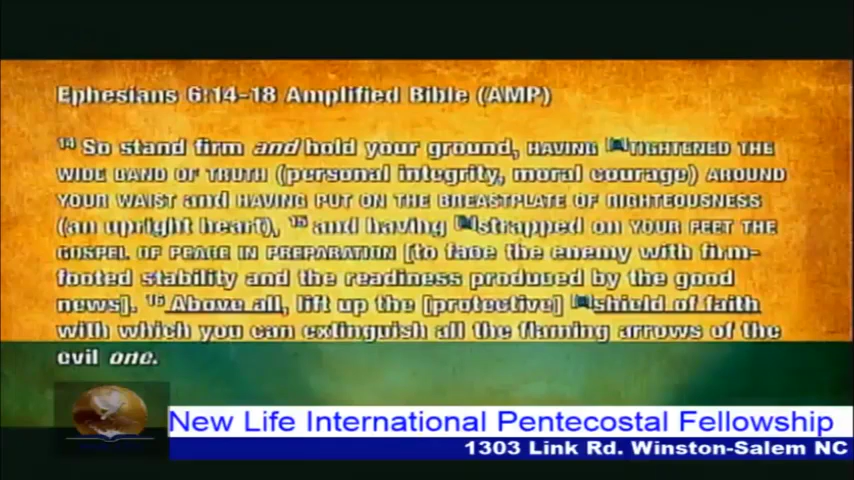 Ephesians 6:14-18 Amplified Bible (AMP)
14 So stand firm and hold your ground, HAVING [a]TIGHTENED THE
WIDE BAND OF TRUTH (personal integrity, moral courage) AROUND
YOUR WAIST and HAVING PUT ON THE BREASTPLATE OF RIGHTEOUSNESS
(an upright heart), 15 and having [b]strapped on YOUR FEET THE
GOSPEL OF PEACE IN PREPARATION [to face the enemy with firm-
footed stability and the readiness produced by the good
news]. 16 Above all, lift up the [protective] [c]shield of faith
with which you can extinguish all the flaming arrows of the
evil one.
New Life International Pentecostal Fellowship
1303 Link Rd. Winston-Salem NC